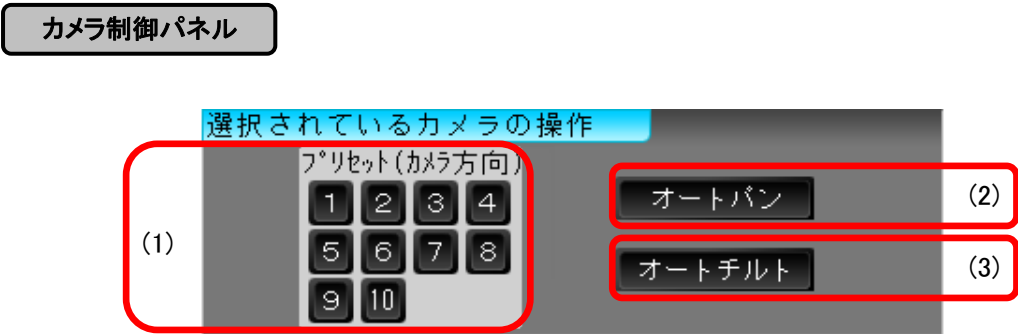 カメラ制御パネル
選択されているカメラの操作
プリセット(カメラ方向)
1 2 3 4
オートパン
(2)
(1)
5 6 7 8
オートチルト
(3)
9 10